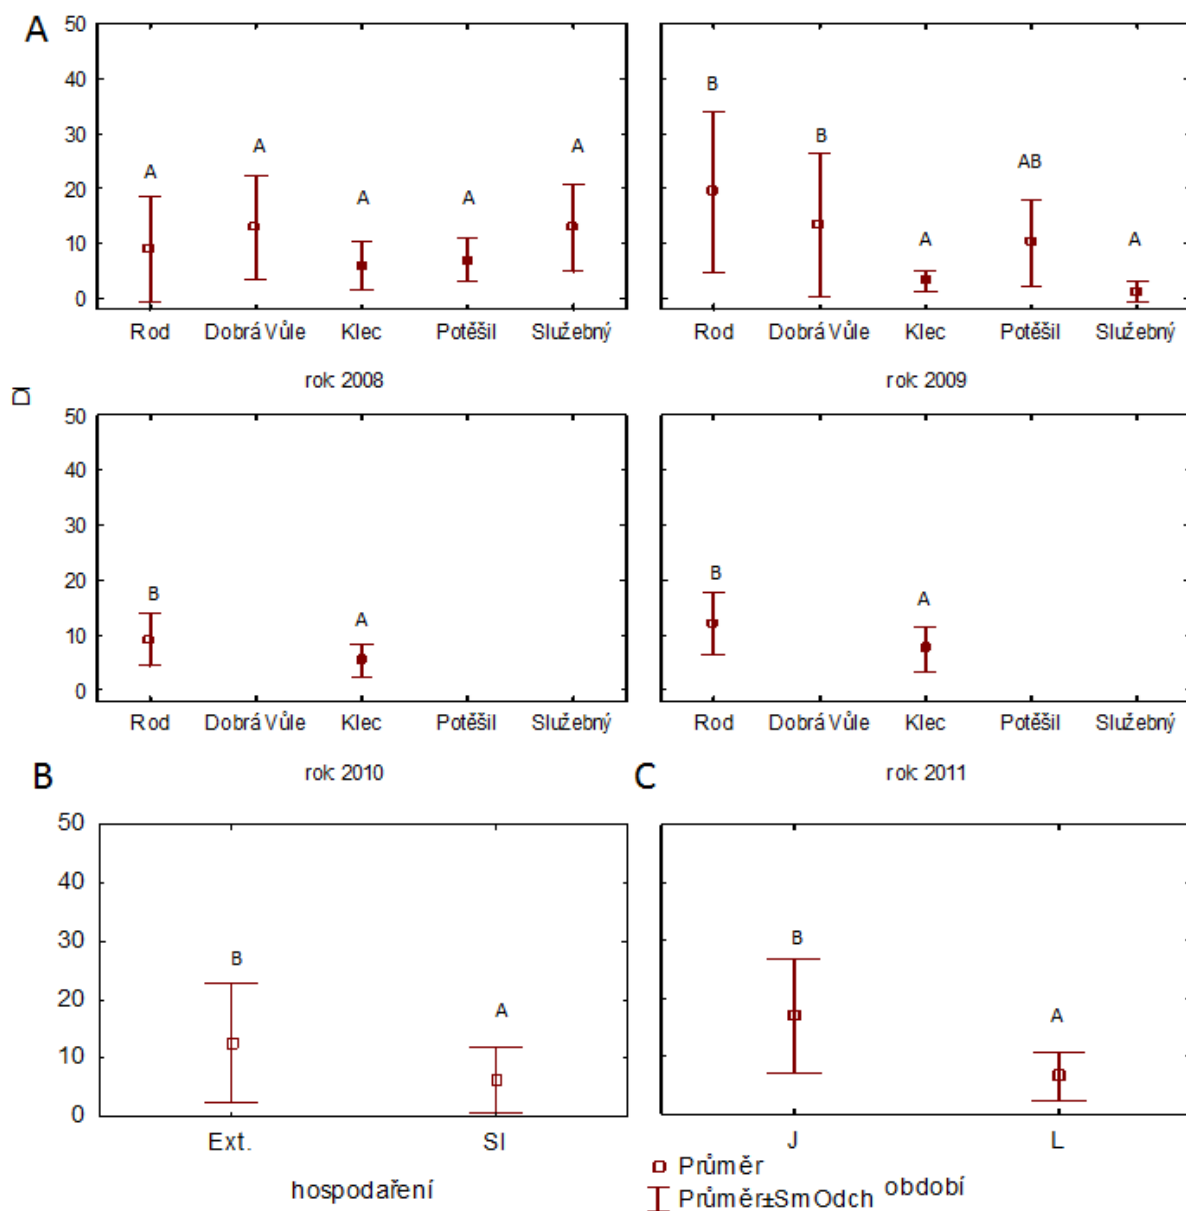 A
50
40
30
20
10
0
A A A A A
B B A AB A
Rod Dobrá Vůle Klec Potěšil Služebný
Rod Dobrá Vůle Klec Potěšil Služebný
rok: 2008
rok: 2009
DI
50
40
30
20
10
0
B A
B A
Rod Dobrá Vůle Klec Potěšil Služebný
Rod Dobrá Vůle Klec Potěšil Služebný
rok: 2010
rok: 2011
B
50
40
30
20
10
0
B A
Ext. SI
hospodaření
C
B A
J L
období
Průměr
Průměr±SmOdch